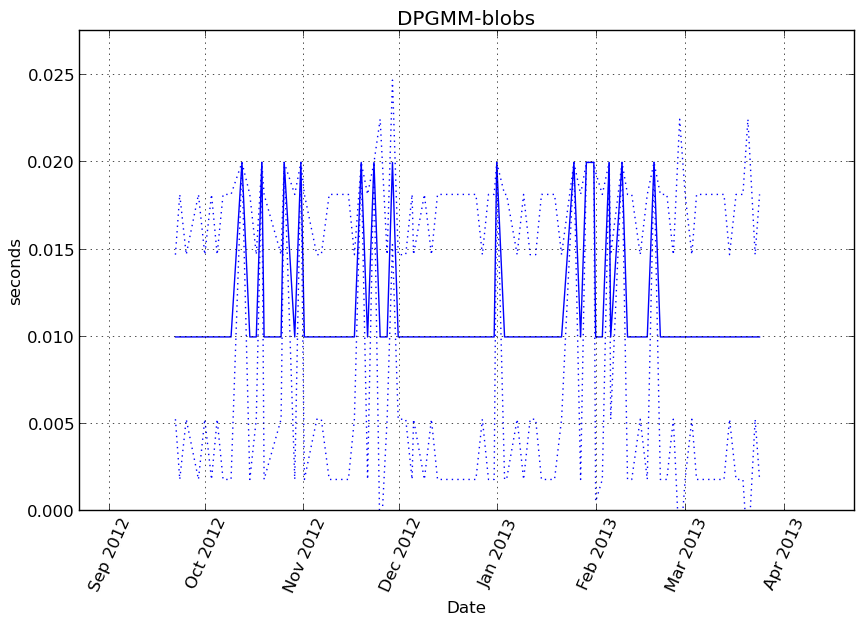 DPGMM-blobs
seconds
0.025
0.020
0.015
0.010
0.005
0.000
Sep 2012
Oct 2012
Nov 2012
Dec 2012
Jan 2013
Feb 2013
Mar 2013
Apr 2013
Date